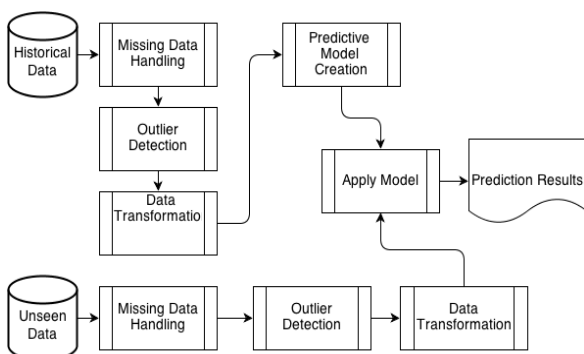 Historical
Data
Missing Data
Handling
Outlier
Detection
Data
Transformatio
Predictive
Model
Creation
Apply Model
Prediction Results
Unseen
Data
Missing Data
Handling
Outlier
Detection
Data
Transformation